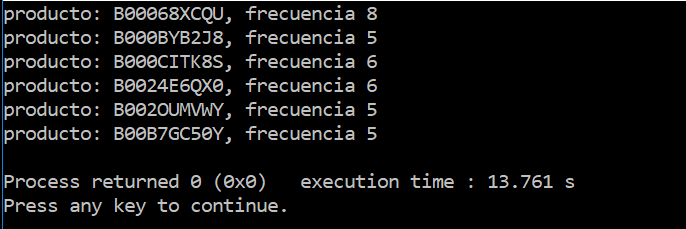 producto: B00068XCQU, frecuencia 8
producto: B000BYB2J8, frecuencia 5
producto: B000CITK8S, frecuencia 6
producto: B0024E6QX0, frecuencia 6
producto: B002OUMVWY, frecuencia 5
producto: B00B7GC50Y, frecuencia 5
Process returned 0 (0x0)   execution time : 13.761 s
Press any key to continue.